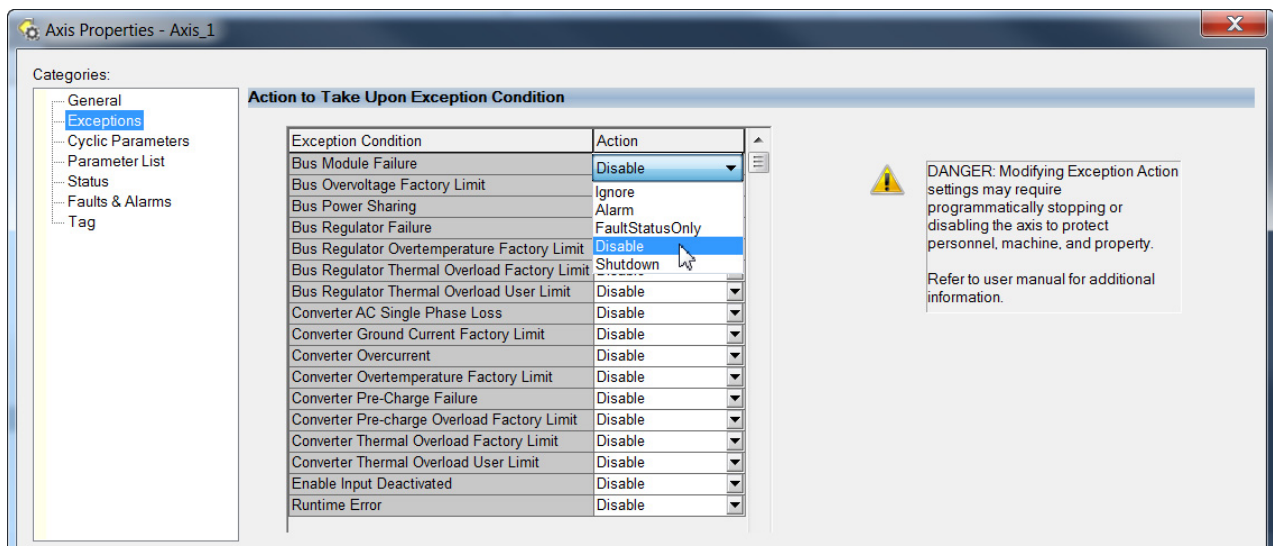 Axis Properties - Axis_1
X
Categories:
General
Exceptions
Cyclic Parameters
Parameter List
Status
Faults & Alarms
Tag
Action to Take Upon Exception Condition
Exception Condition Action
Bus Module Failure Disable
Bus Overvoltage Factory Limit
Bus Power Sharing
Bus Regulator Failure
Bus Regulator Overtemperature Factory Limit
Bus Regulator Thermal Overload Factory Limit
Ignore
Alarm
FaultStatusOnly
Disable
Shutdown
Bus Regulator Thermal Overload User Limit Disable
Converter AC Single Phase Loss Disable
Converter Ground Current Factory Limit Disable
Converter Overcurrent Disable
Converter Overtemperature Factory Limit Disable
Converter Pre-Charge Failure Disable
Converter Pre-charge Overload Factory Limit Disable
Converter Thermal Overload Factory Limit Disable
Converter Thermal Overload User Limit Disable
Enable Input Deactivated Disable
Runtime Error Disable
DANGER: Modifying Exception Action
settings may require
programmatically stopping or
disabling the axis to protect
personnel, machine, and property.
Refer to user manual for additional
information.